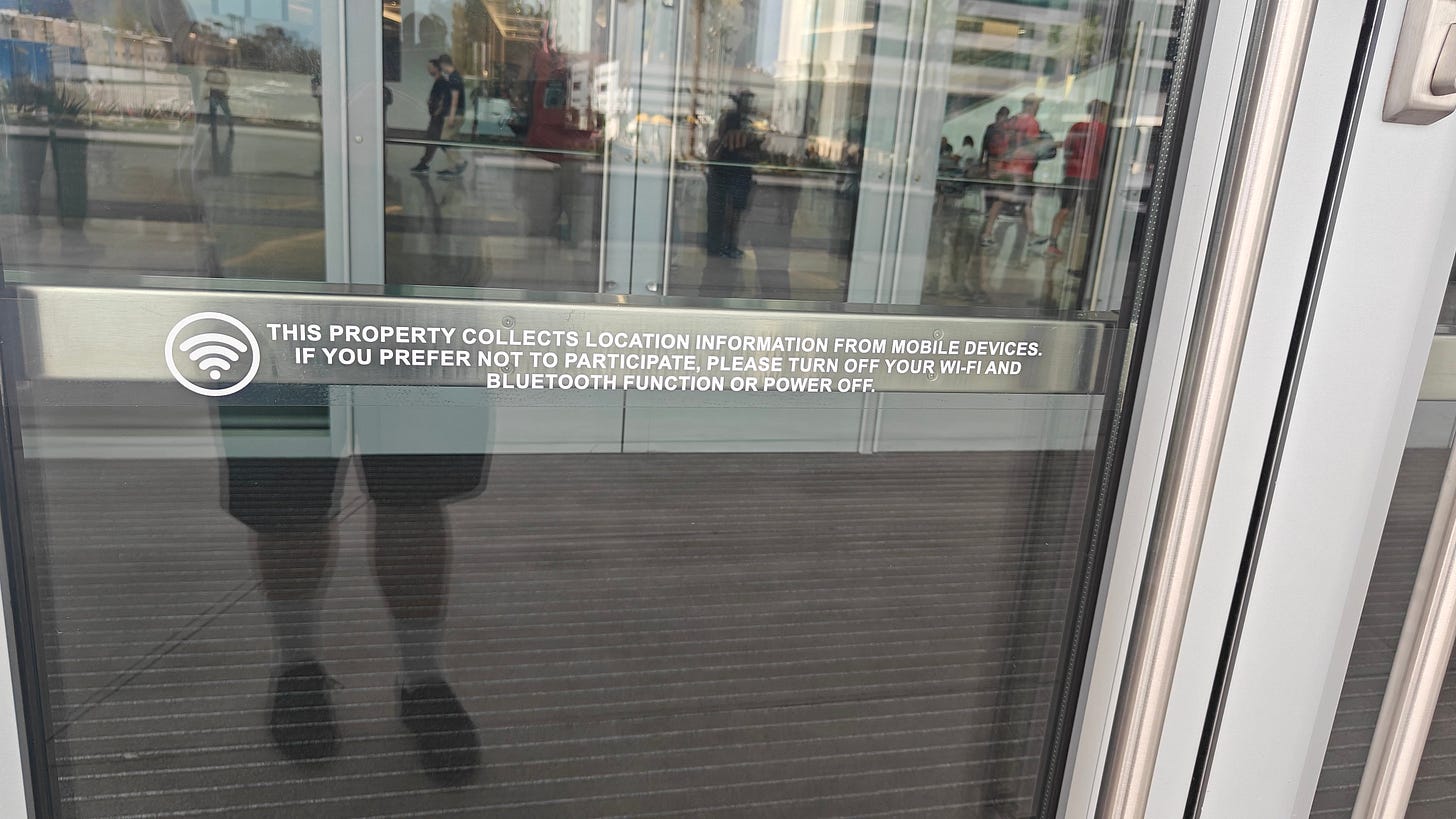 THIS PROPERTY COLLECTS LOCATION INFORMATION FROM MOBILE DEVICES.
IF YOU PREFER NOT TO PARTICIPATE, PLEASE TURN OFF YOUR WI-FI AND
BLUETOOTH FUNCTION OR POWER OFF.